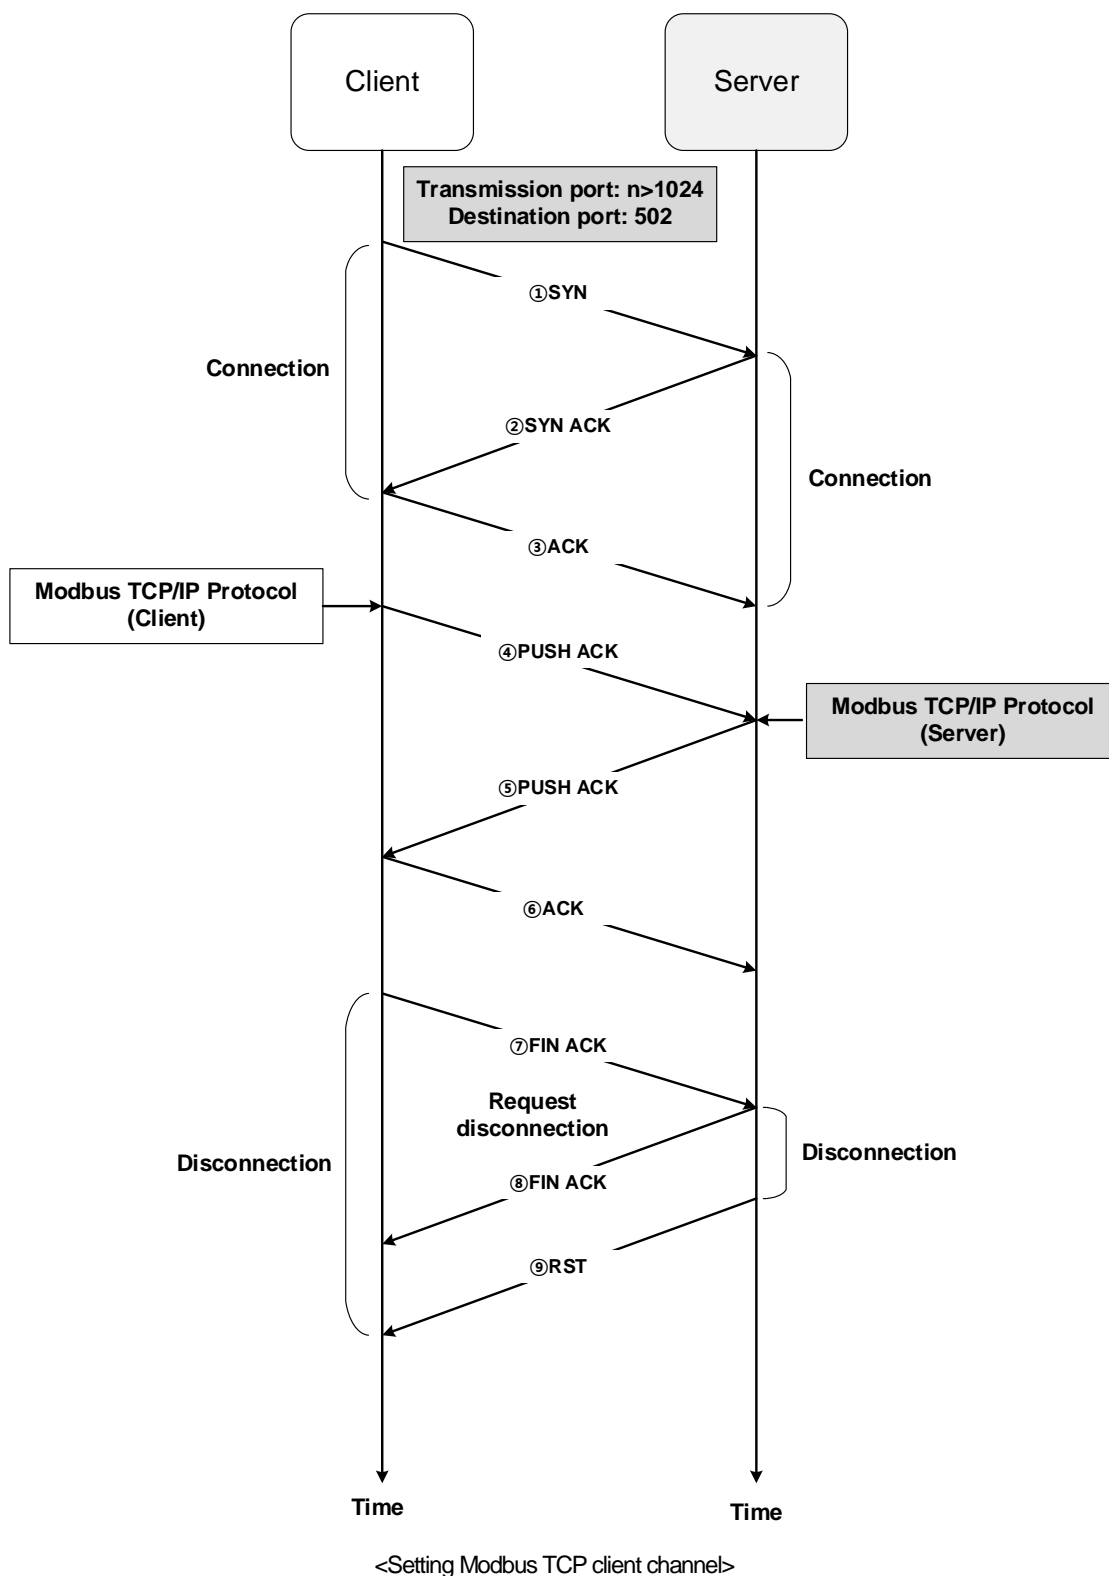 Client
Server
Transmission port: n>1024
Destination port: 502
①SYN
Connection
②SYN ACK
Connection
③ACK
Modbus TCP/IP Protocol
(Client)
④PUSH ACK
Modbus TCP/IP Protocol
(Server)
⑤PUSH ACK
⑥ACK
⑦FIN ACK
Request
disconnection
Disconnection
Disconnection
⑧FIN ACK
⑨RST
Time
Time
<Setting Modbus TCP client channel>